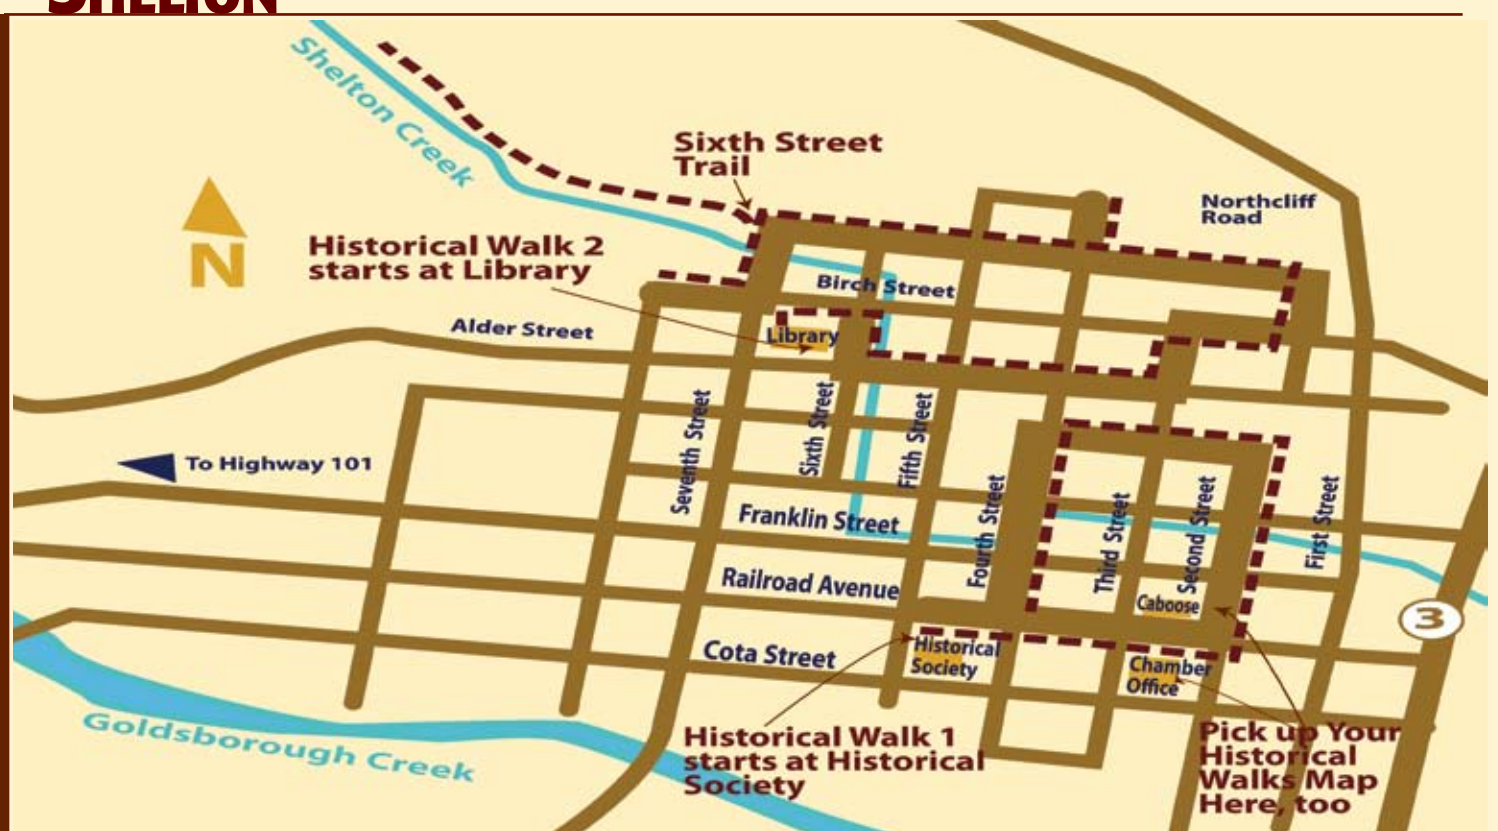 SHELTON
Shelton Creek
Sixth Street
Trail
Northcliff
Road
N
Historical Walk 2
starts at Library
Birch Street
Alder Street
Library
To Highway 101
Seventh Street
Sixth Street
Fifth Street
Fourth Street
Third Street
Second Street
First Street
Franklin Street
Railroad Avenue
Caboose
3
Cota Street
Historical
Society
Chamber
Office
Goldsborough Creek
Historical Walk 1
starts at Historical
Society
Pick up Your
Historical
Walks Map
Here, too